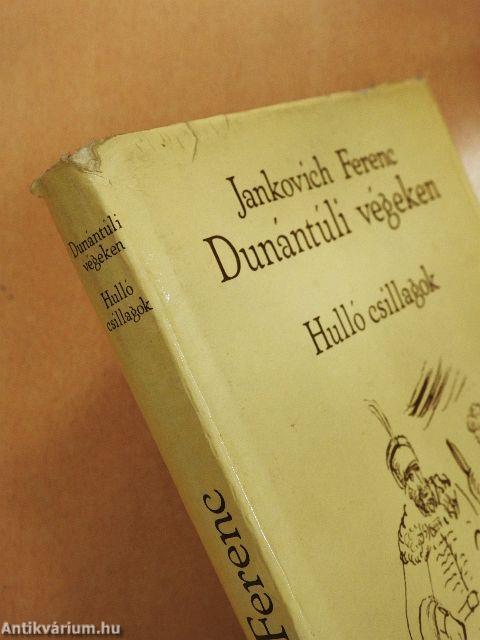 Jankovich Ferenc
Dunántúli végeken
Hulló csillagok
Dunántúli
végeken
Hulló
csillagok
Ferenc
Antikvárium.hu